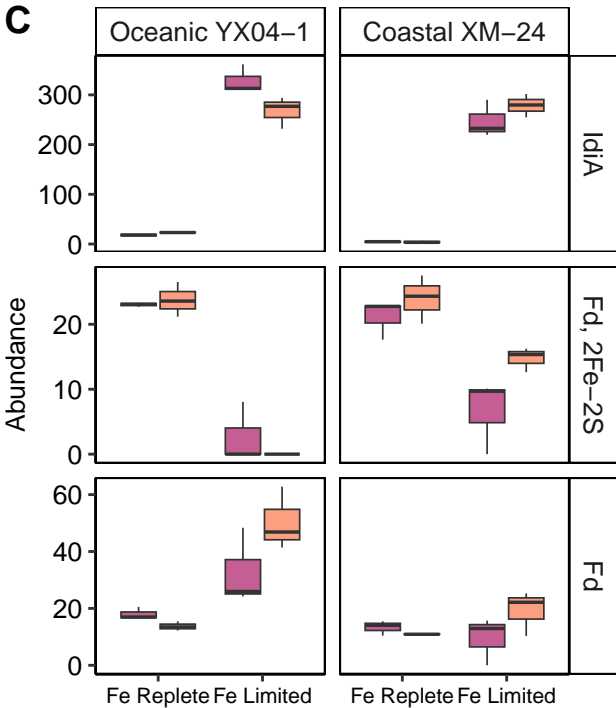 C
Oceanic YX04−1
Coastal XM−24
300
200
100
0
IdiA
20
10
0
Fd, 2Fe−2S
Abundance
60
40
20
0
Fd
Fe Replete Fe Limited
Fe Replete Fe Limited